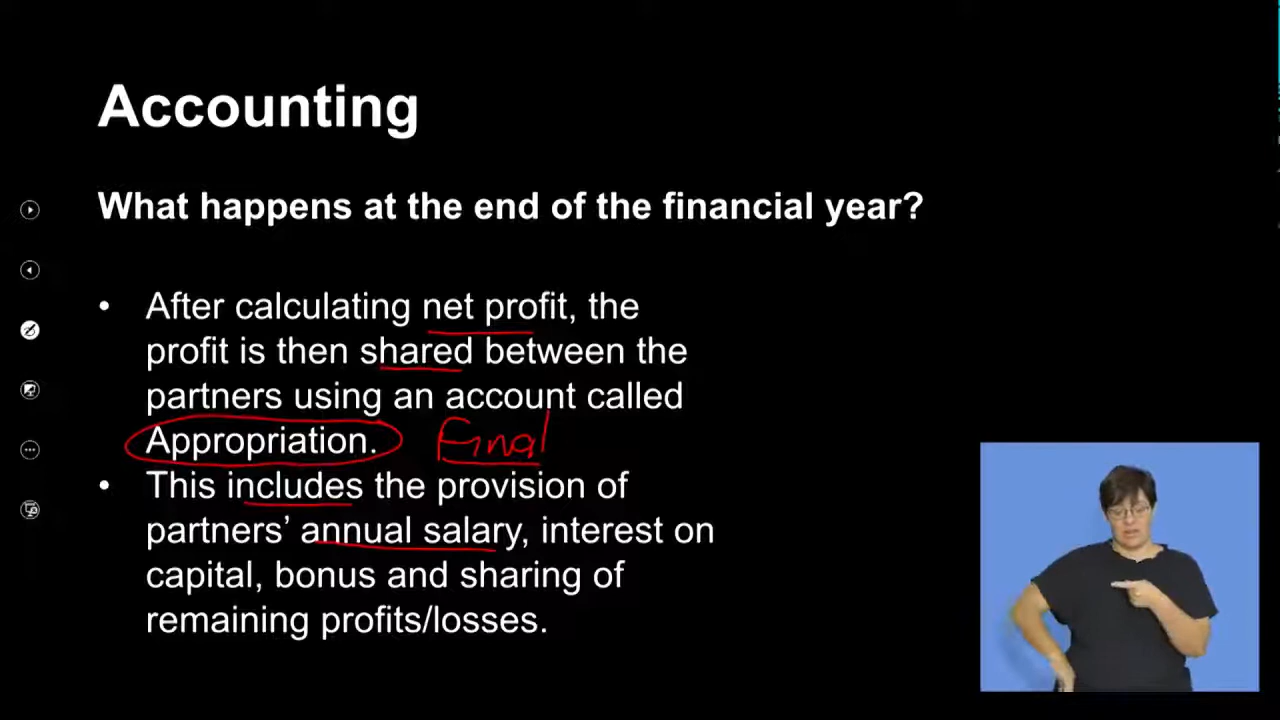 Accounting
What happens at the end of the financial year?
• After calculating net profit, the
profit is then shared between the
partners using an account called
Appropriation. Final
• This includes the provision of
partners’ annual salary, interest on
capital, bonus and sharing of
remaining profits/losses.